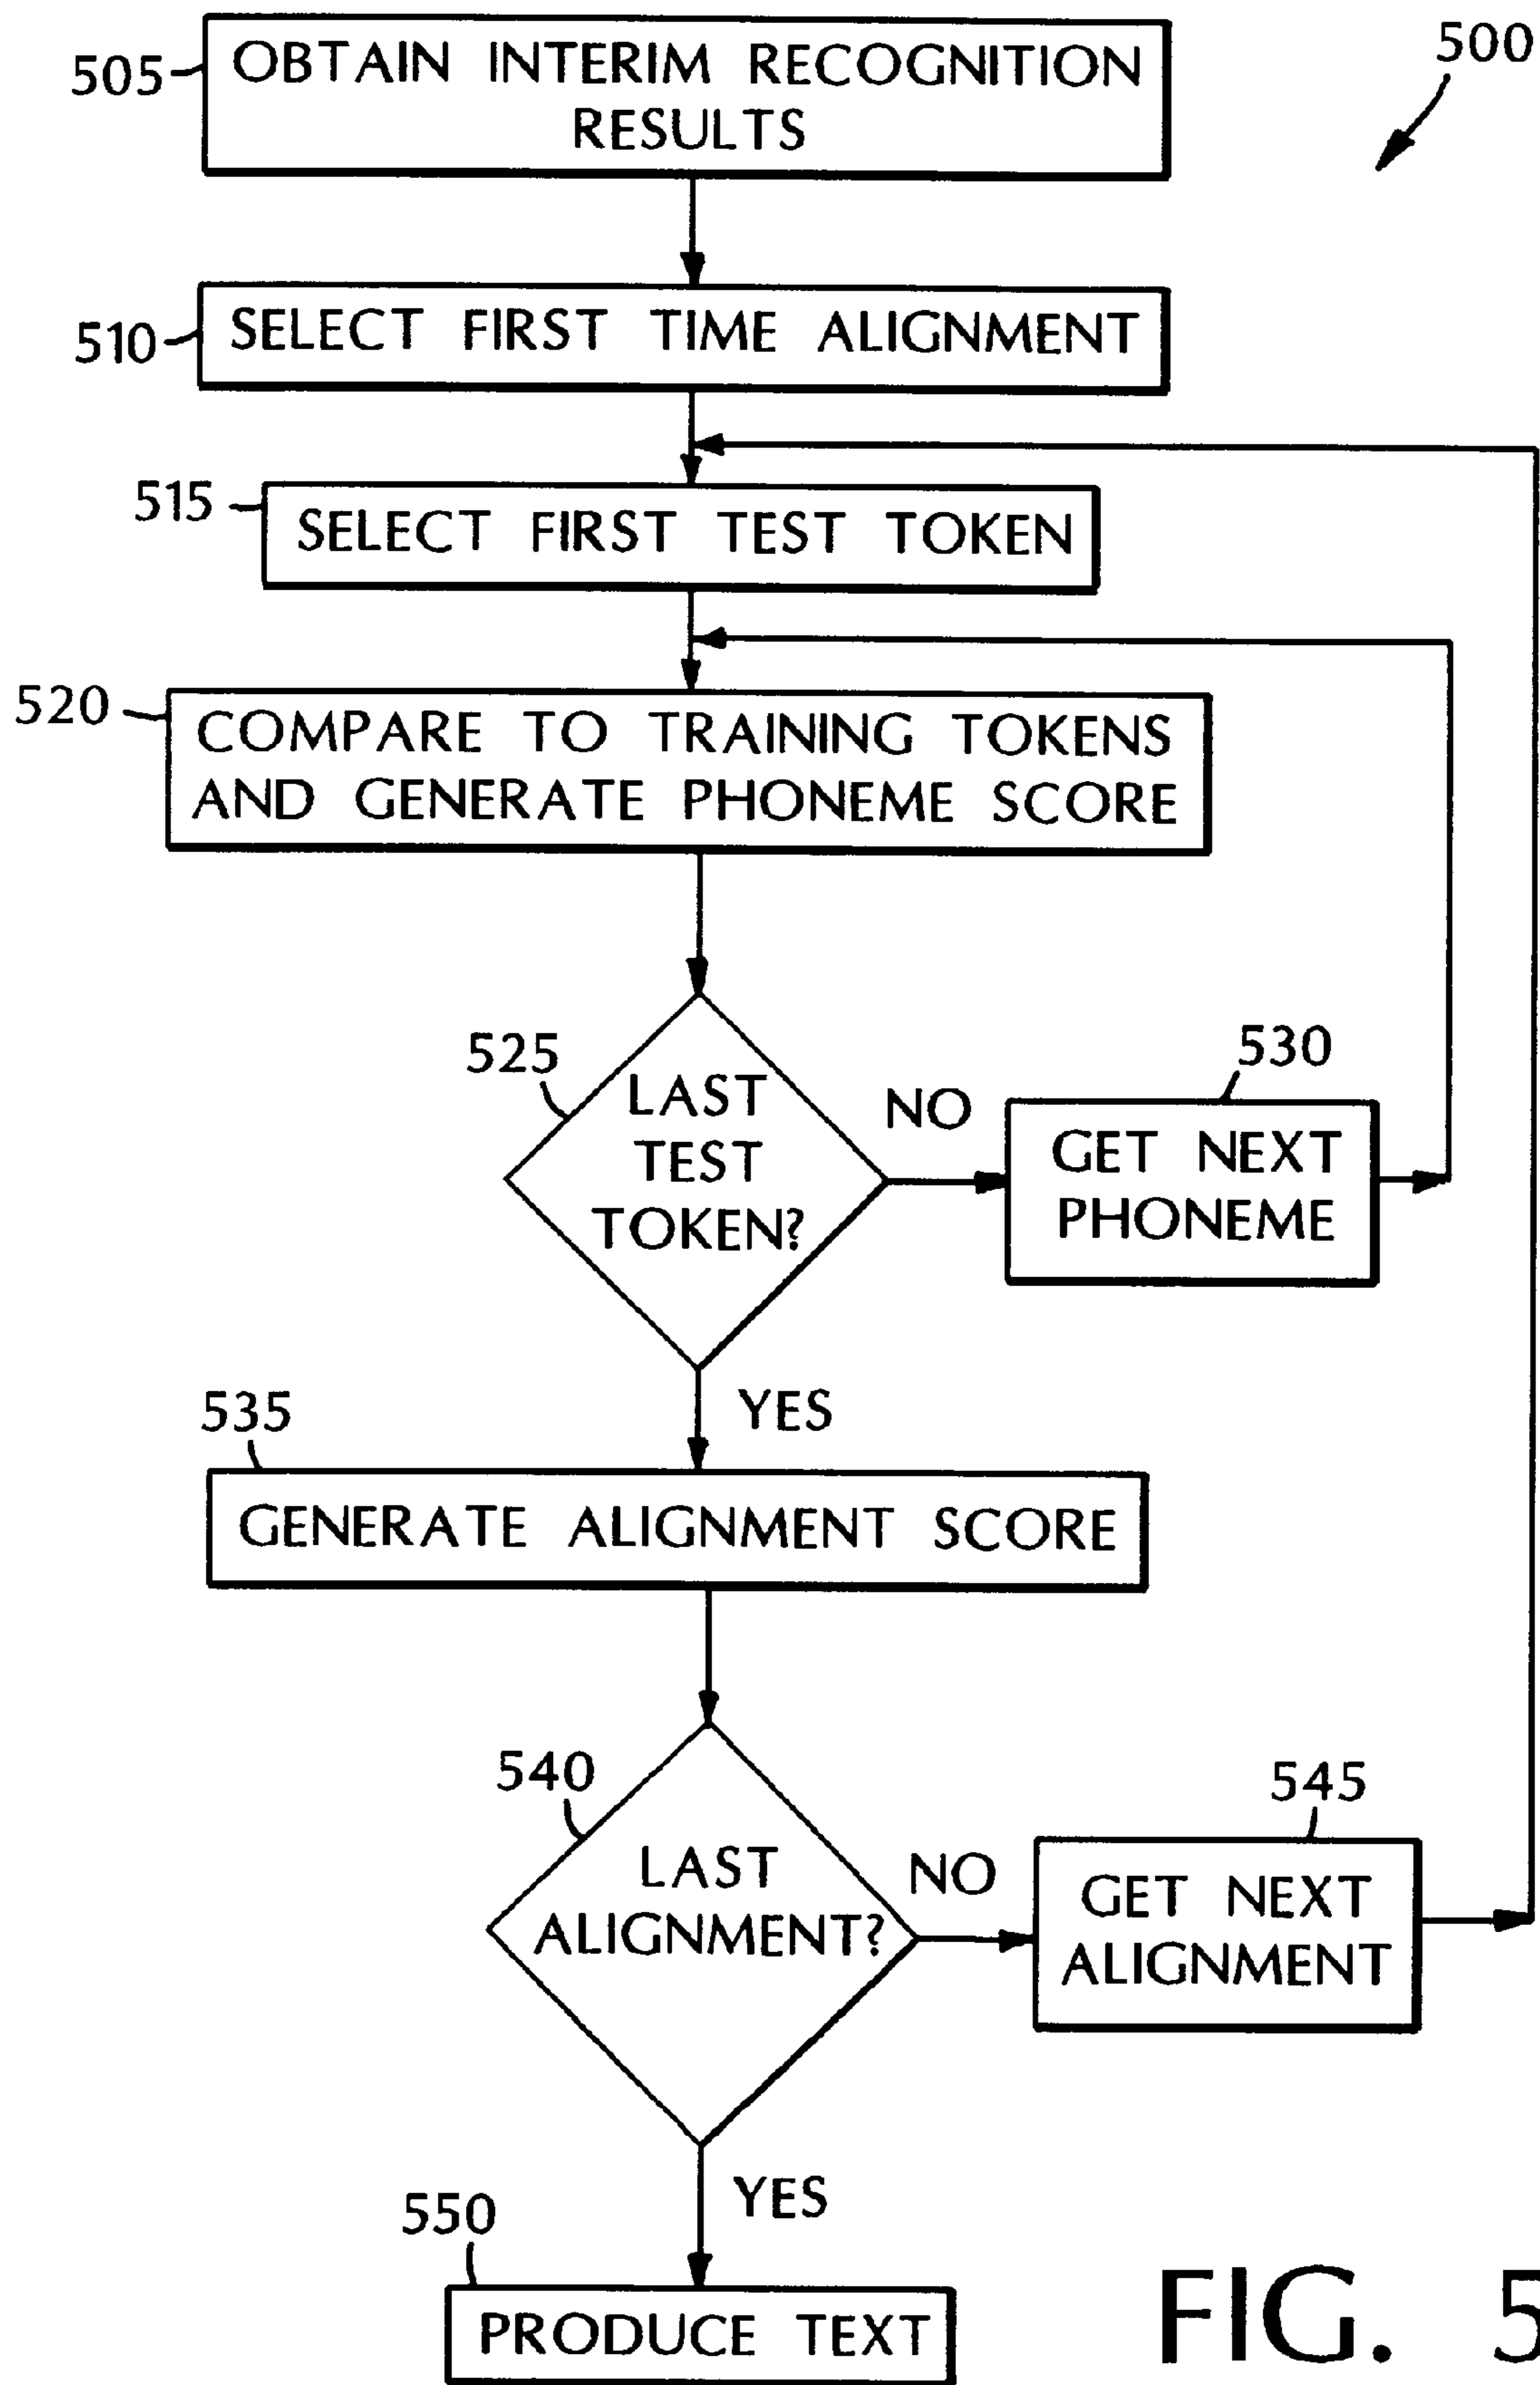 500
505
OBTAIN INTERIM RECOGNITION
RESULTS
510
SELECT FIRST TIME ALIGNMENT
515
SELECT FIRST TEST TOKEN
520
COMPARE TO TRAINING TOKENS
AND GENERATE PHONEME SCORE
525
LAST
TEST
TOKEN?
NO
530
GET NEXT
PHONEME
YES
535
GENERATE ALIGNMENT SCORE
540
LAST
ALIGNMENT?
NO
545
GET NEXT
ALIGNMENT
YES
550
PRODUCE TEXT
FIG. 5